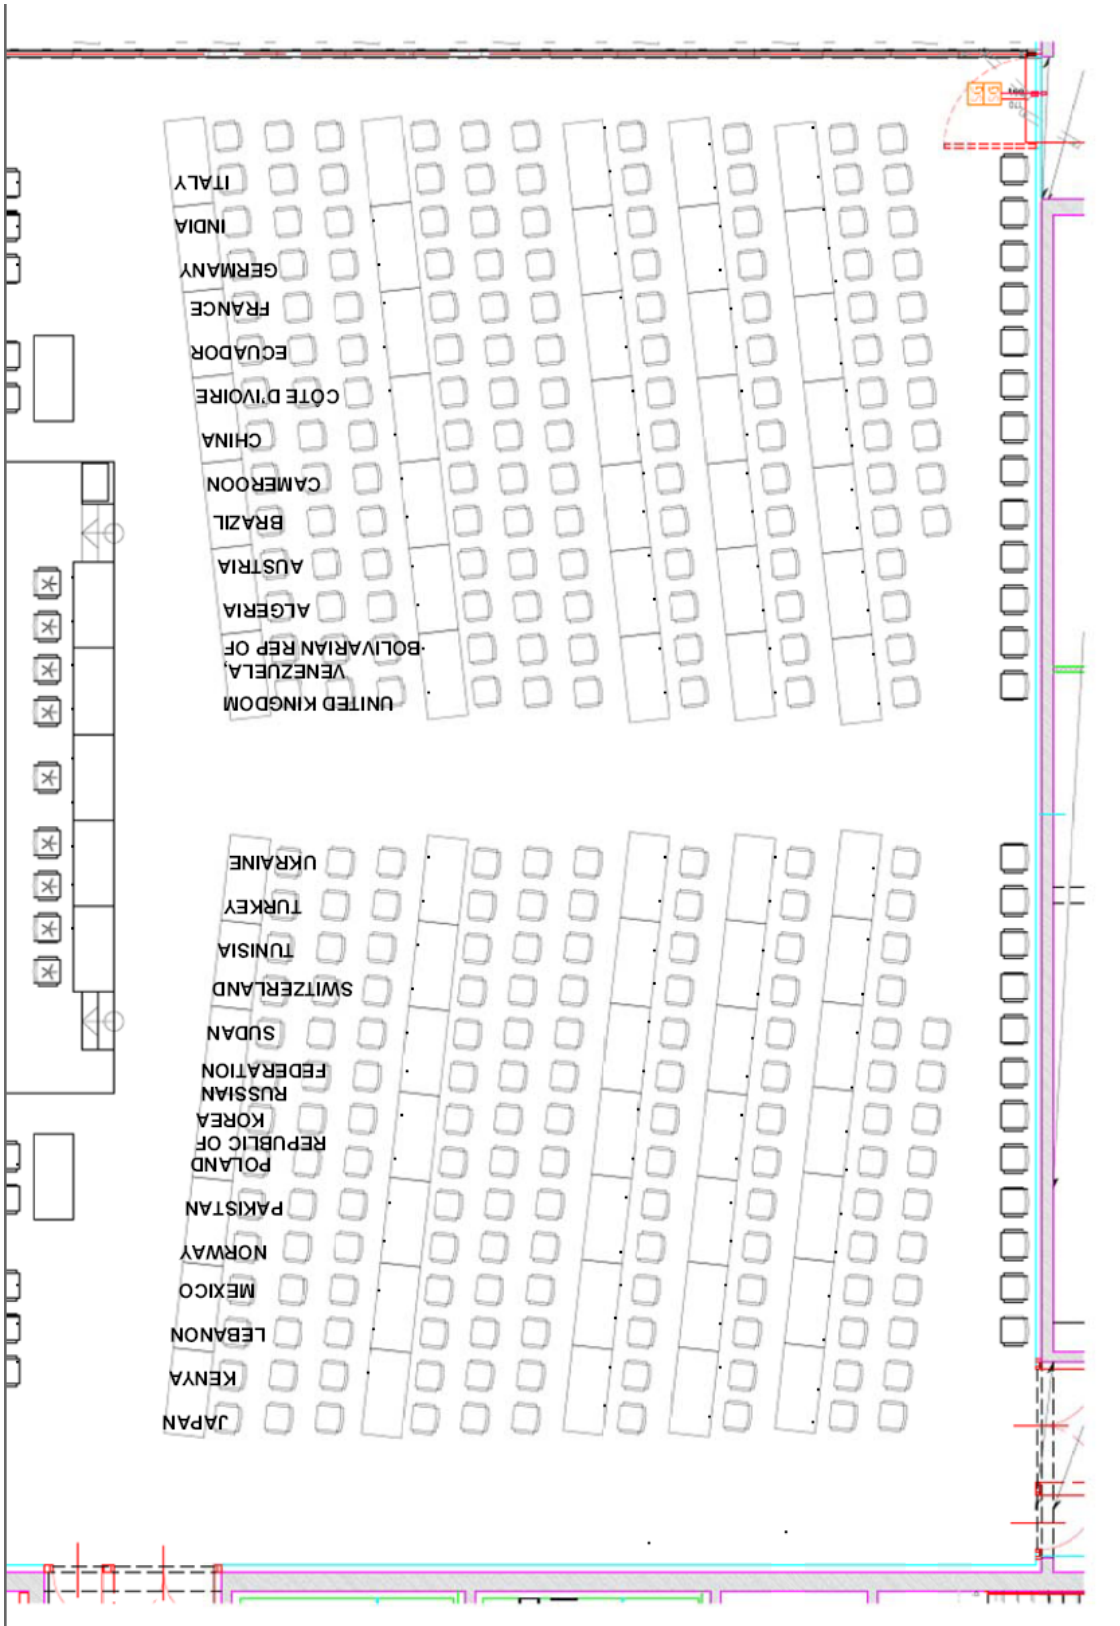 JAPAN
KENYA
LEBANON
MEXICO
NORWAY
PAKISTAN
POLAND
REPUBLIC OF
KOREA
RUSSIAN
FEDERATION
SUDAN
SWITZERLAND
TUNISIA
TURKEY
UKRAINE
UNITED KINGDOM
VENEZUELA,
BOLIVARIAN REP OF
ALGERIA
AUSTRIA
BRAZIL
CAMEROON
CHINA
CÔTE D'IVOIRE
ECUADOR
FRANCE
GERMANY
INDIA
ITALY